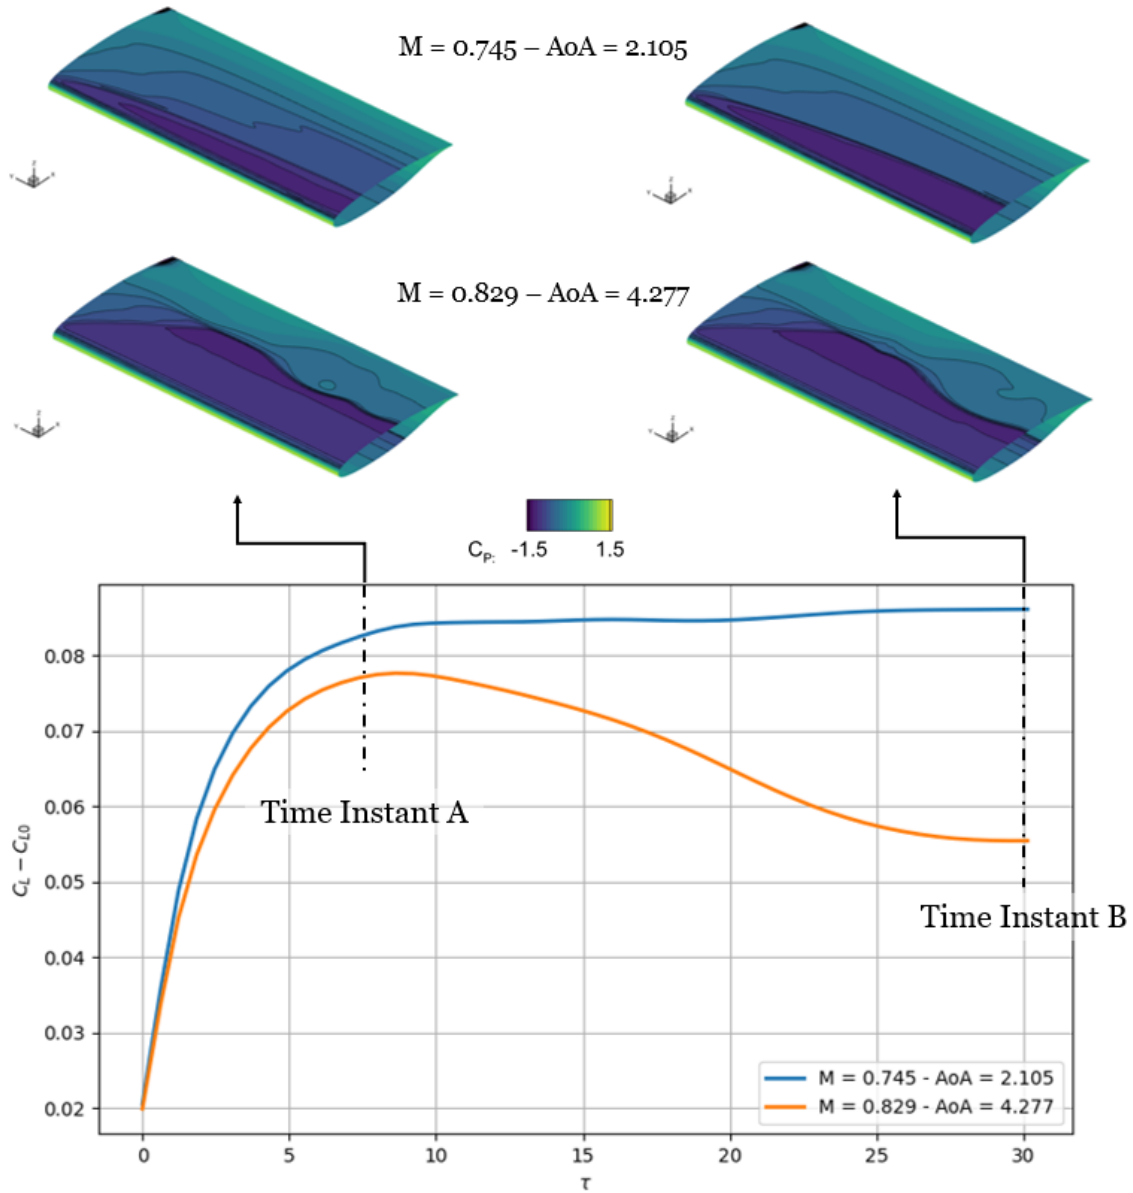 M = 0.745 – AoA = 2.105
M = 0.829 – AoA = 4.277
C_P: -1.5 1.5
Time Instant A
Time Instant B
C_L − C_L0
0.08
0.07
0.06
0.05
0.04
0.03
0.02
0 5 10 15 20 25 30
τ
M = 0.745 - AoA = 2.105
M = 0.829 - AoA = 4.277